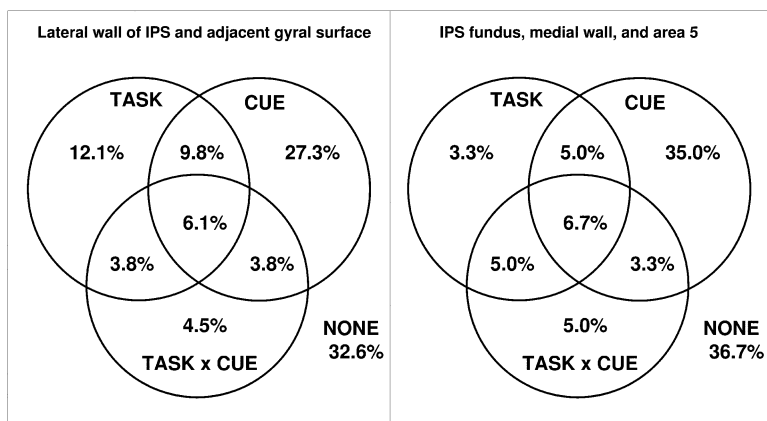 Lateral wall of IPS and adjacent gyral surface
TASK
CUE
12.1%
9.8%
27.3%
6.1%
3.8%
3.8%
4.5%
TASK x CUE
NONE
32.6%
IPS fundus, medial wall, and area 5
TASK
CUE
3.3%
5.0%
35.0%
6.7%
5.0%
3.3%
5.0%
TASK x CUE
NONE
36.7%